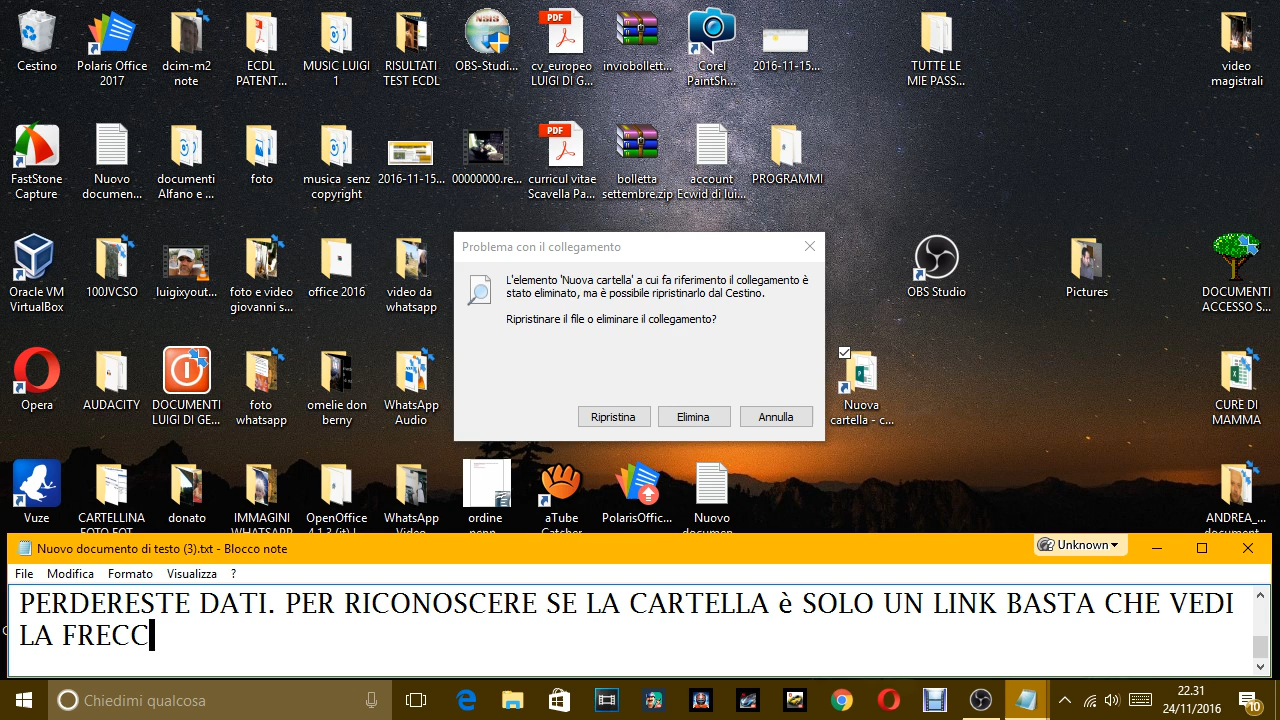 Cestino
Polaris Office
2017
dcim-m2
note
ECDL
PATENT...
MUSIC LUIGI
1
RISULTATI
TEST ECDL
NSIS
OBS-Studi...
PDF
cv_europeo
LUIGI DI G...
inviobollett...
Corel
PaintSh...
2016-11-15...
TUTTE LE
MIE PASS...
video
magistrali
FastStone
Capture
Nuovo
documen...
documenti
Alfano e ...
foto
musica senz
copyright
2016-11-15...
00000000.re...
PDF
curricul vitae
Scavella Pa...
bolletta
settembre.zip
account
Ecwid di lui...
PROGRAMMI
Oracle VM
VirtualBox
100JVCSO
luigixyout...
foto e video
giovanni s...
office 2016
video da
whatsapp
Problema con il collegamento
L'elemento 'Nuova cartella' a cui fa riferimento il collegamento è
stato eliminato, ma è possibile ripristinarlo dal Cestino.
Ripristinare il file o eliminare il collegamento?
Ripristina
Elimina
Annulla
OBS Studio
Pictures
DOCUMENTI
ACCESSO S...
Opera
AUDACITY
DOCUMENTI
LUIGI DI GE...
foto
whatsapp
omelie don
berny
WhatsApp
Audio
Nuova
cartella - c...
CURE DI
MAMMA
Vuze
CARTELLINA
donato
IMMAGINI
OpenOffice
WhatsApp
Video
ordine
aTube
Catcher
PolarisOffic...
Nuovo
documen...
ANDREA_...
Nuovo documento di testo (3).txt - Blocco note
Unknown
File Modifica Formato Visualizza ?
PERDERESTE DATI. PER RICONOSCERE SE LA CARTELLA è SOLO UN LINK BASTA CHE VEDI
LA FRECC
Chiedimi qualcosa
22.31
24/11/2016
10